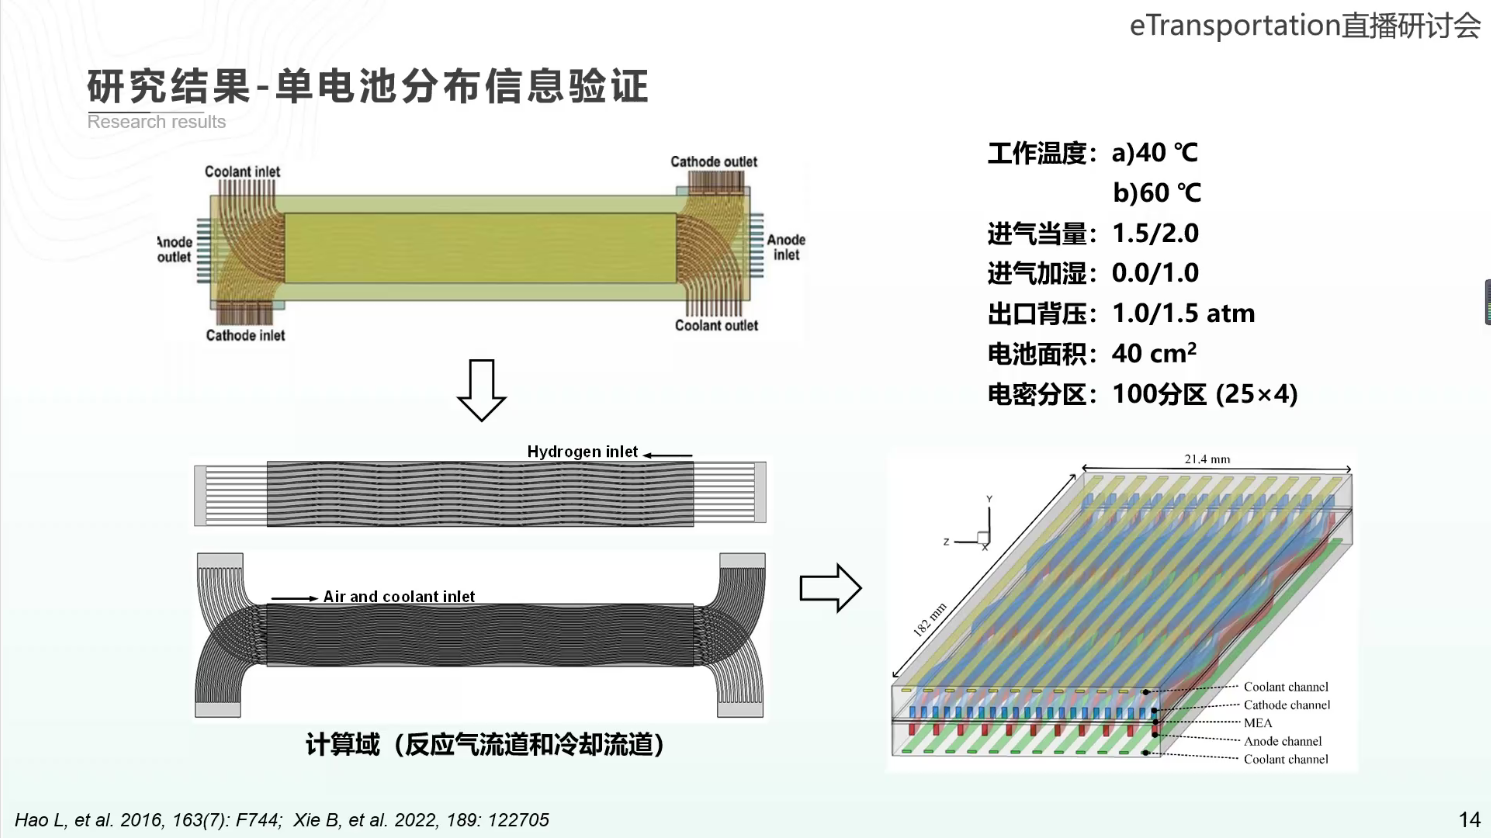 eTransportation直播研讨会
研究结果-单电池分布信息验证
Research results
Coolant inlet
Cathode outlet
Anode
outlet
Anode
inlet
Cathode inlet
Coolant outlet
工作温度：a)40 ℃
b)60 ℃
进气当量：1.5/2.0
进气加湿：0.0/1.0
出口背压：1.0/1.5 atm
电池面积：40 cm²
电密分区：100分区 (25×4)
Hydrogen inlet
Air and coolant inlet
计算域（反应气流道和冷却流道）
21.4 mm
182 mm
Y
Z
X
Coolant channel
Cathode channel
MEA
Anode channel
Coolant channel
Hao L, et al. 2016, 163(7): F744; Xie B, et al. 2022, 189: 122705
14